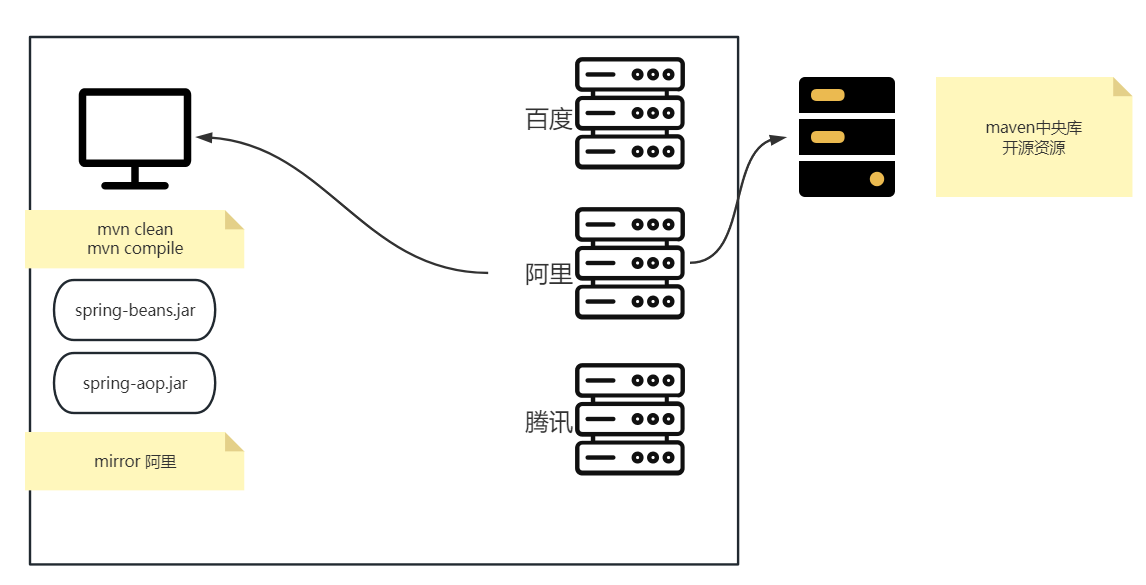 百度
maven中央库
开源资源
mvn clean
mvn compile
阿里
spring-beans.jar
spring-aop.jar
腾讯
mirror 阿里